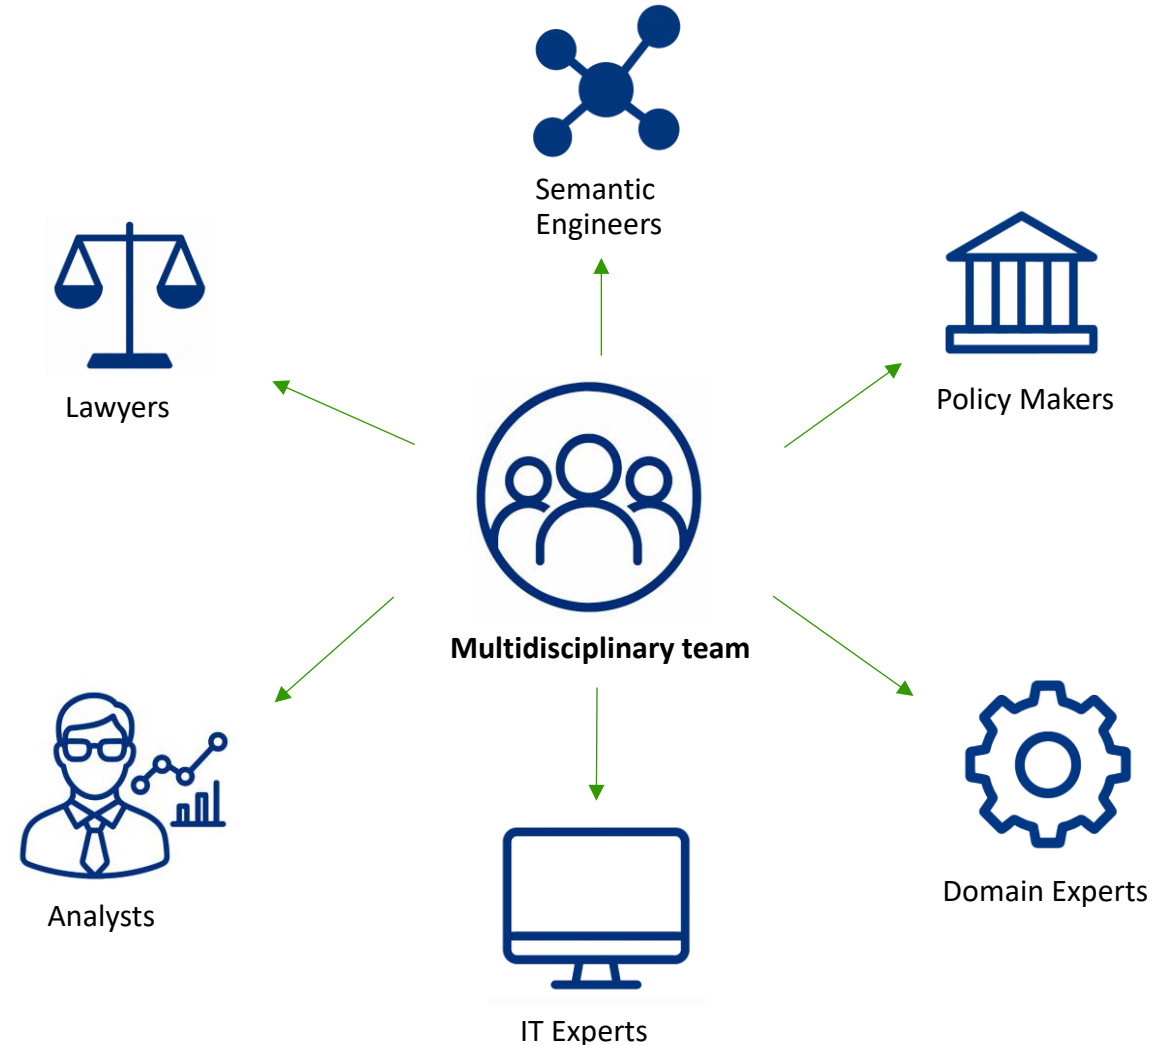 Semantic
Engineers
Lawyers
Policy Makers
Multidisciplinary team
Analysts
Domain Experts
IT Experts